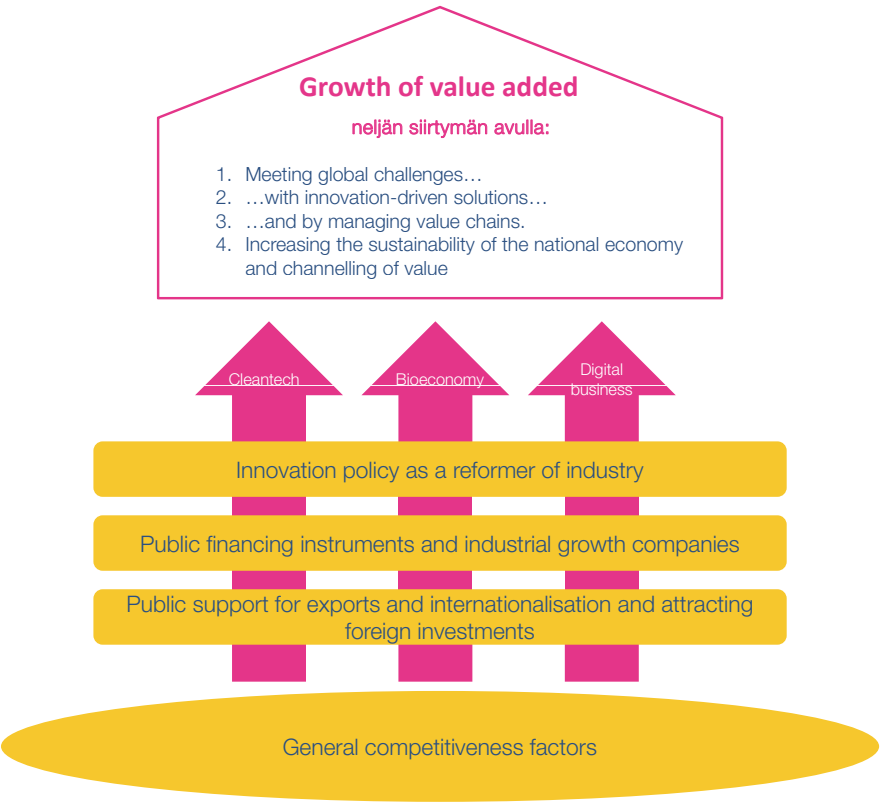 Growth of value added
neljän siirtymän avulla:
1. Meeting global challenges…
2. …with innovation-driven solutions…
3. …and by managing value chains.
4. Increasing the sustainability of the national economy
and channelling of value
Cleantech
Bioeconomy
Digital
business
Innovation policy as a reformer of industry
Public financing instruments and industrial growth companies
Public support for exports and internationalisation and attracting
foreign investments
General competitiveness factors